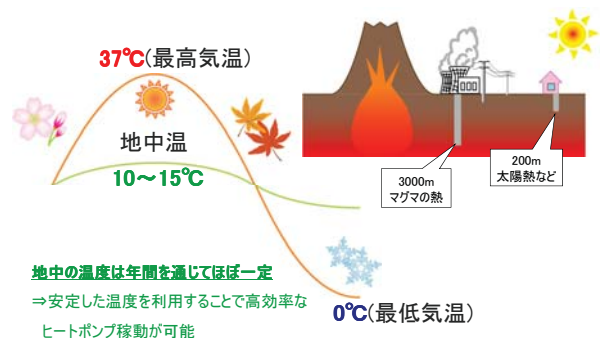 37℃(最高気温)
地中温
10～15℃
3000m
マグマの熱
200m
太陽熱など
地中の温度は年間を通じてほぼ一定
⇒安定した温度を利用することで高効率な
ヒートポンプ稼動が可能
0℃(最低気温)